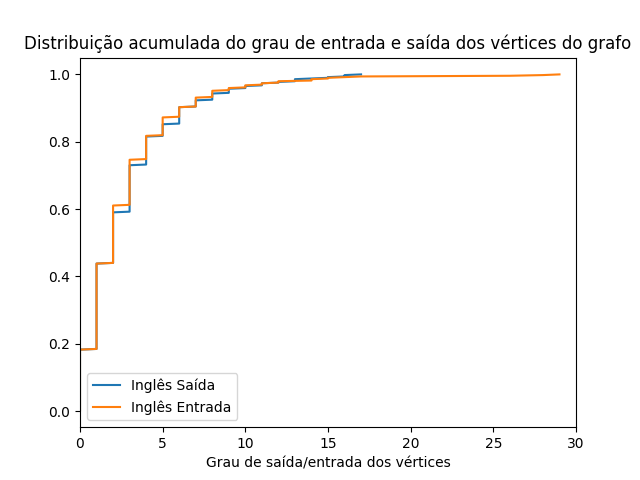 Distribuição acumulada do grau de entrada e saída dos vértices do grafo
1.0
0.8
0.6
0.4
0.2
0.0
Inglês Saída
Inglês Entrada
0 5 10 15 20 25 30
Grau de saída/entrada dos vértices